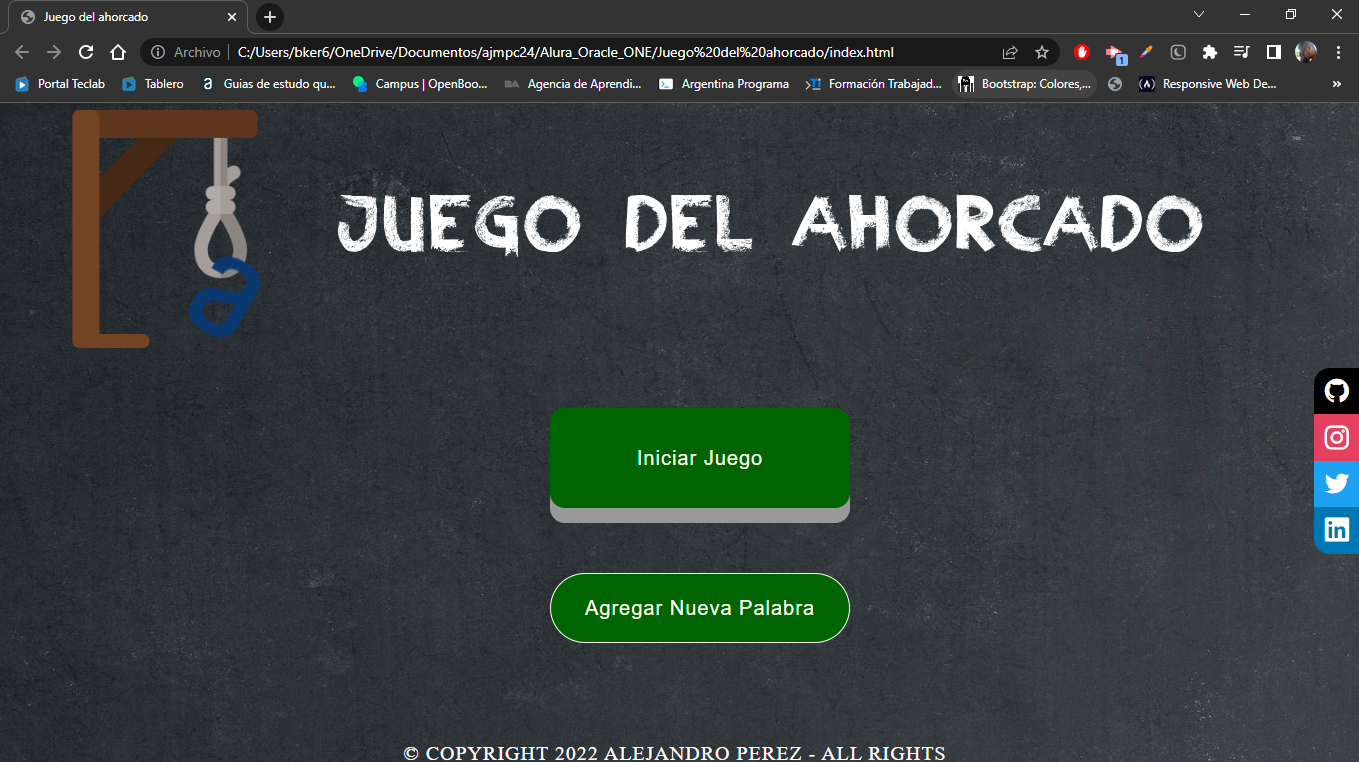 Juego del ahorcado
Archivo
C:/Users/bker6/OneDrive/Documentos/ajmpc24/Alura_Oracle_ONE/Juego%20del%20ahorcado/index.html
1
Portal Teclab
Tablero
Guias de estudo qu...
Campus | OpenBoo...
Agencia de Aprendi...
Argentina Programa
Formación Trabajad...
Bootstrap: Colores,...
Responsive Web De...
JUEGO DEL AHORCADO
a
Iniciar Juego
Agregar Nueva Palabra
© COPYRIGHT 2022 ALEJANDRO PEREZ - ALL RIGHTS